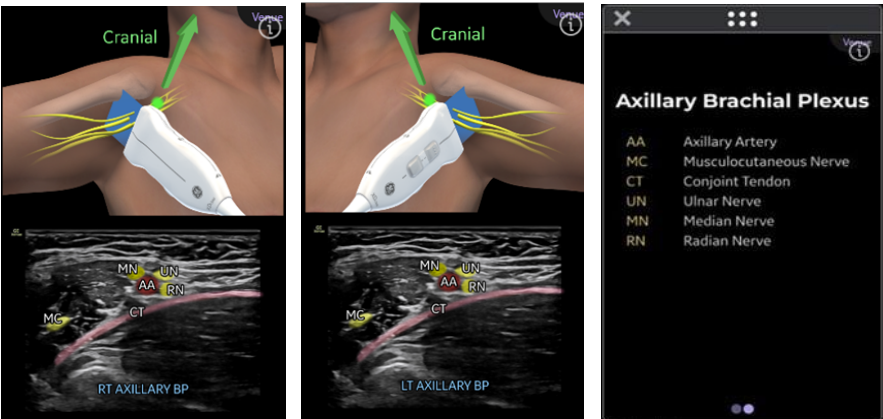 Cranial
Venue
i
MN
UN
AA
RN
CT
MC
RT AXILLARY BP
Cranial
Venue
i
MN
UN
AA
RN
CT
MC
LT AXILLARY BP
Venue
i
Axillary Brachial Plexus
AA Axillary Artery
MC Musculocutaneous Nerve
CT Conjoint Tendon
UN Ulnar Nerve
MN Median Nerve
RN Radian Nerve